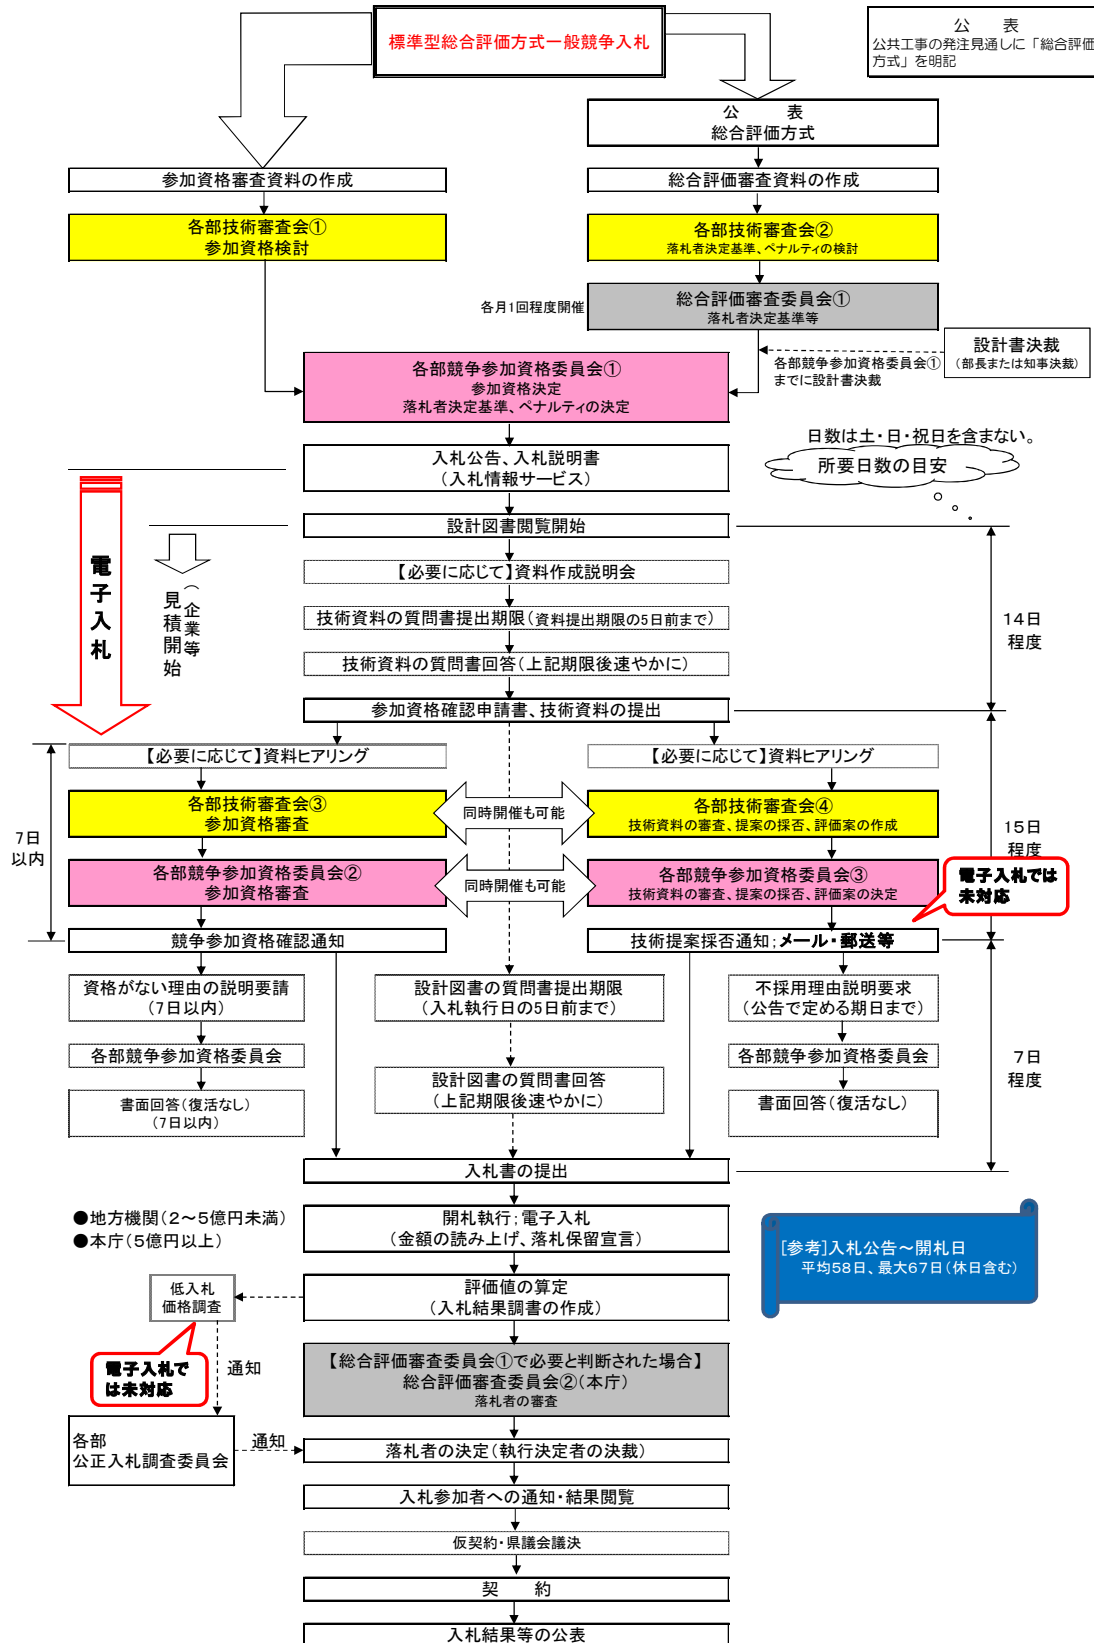 標準型総合評価方式一般競争入札
公　表
公共工事の発注見通しに「総合評価
方式」を明記
公　表
総合評価方式
参加資格審査資料の作成
総合評価審査資料の作成
各部技術審査会①
参加資格検討
各部技術審査会②
落札者決定基準、ペナルティの検討
各月1回程度開催
総合評価審査委員会①
落札者決定基準等
設計書決裁
(部長または知事決裁)
各部競争参加資格委員会①
までに設計書決裁
各部競争参加資格委員会①
参加資格決定
落札者決定基準、ペナルティの決定
日数は土・日・祝日を含まない。
所要日数の目安
入札公告、入札説明書
(入札情報サービス)
設計図書閲覧開始
電子入札
(企業等
見積開始
【必要に応じて】資料作成説明会
技術資料の質問書提出期限(資料提出期限の5日前まで)
技術資料の質問書回答(上記期限後速やかに)
14日
程度
参加資格確認申請書、技術資料の提出
【必要に応じて】資料ヒアリング
【必要に応じて】資料ヒアリング
各部技術審査会③
参加資格審査
同時開催も可能
各部技術審査会④
技術資料の審査、提案の採否、評価案の作成
7日
以内
15日
程度
各部競争参加資格委員会②
参加資格審査
同時開催も可能
各部競争参加資格委員会③
技術資料の審査、提案の採否、評価案の決定
電子入札では
未対応
競争参加資格確認通知
技術提案採否通知;メール・郵送等
資格がない理由の説明要請
(7日以内)
設計図書の質問書提出期限
(入札執行日の5日前まで)
不採用理由説明要求
(公告で定める期日まで)
各部競争参加資格委員会
各部競争参加資格委員会
7日
程度
設計図書の質問書回答
(上記期限後速やかに)
書面回答(復活なし)
(7日以内)
書面回答(復活なし)
入札書の提出
●地方機関(2~5億円未満)
●本庁(5億円以上)
開札執行;電子入札
(金額の読み上げ、落札保留宣言)
[参考]入札公告~開札日
平均58日、最大67日(休日含む)
低入札
価格調査
評価値の算定
(入札結果調書の作成)
電子入札で
は未対応
通知
【総合評価審査委員会①で必要と判断された場合】
総合評価審査委員会②(本庁)
落札者の審査
各部
公正入札調査委員会
通知
落札者の決定(執行決定者の決裁)
入札参加者への通知・結果閲覧
仮契約・県議会議決
契　約
入札結果等の公表